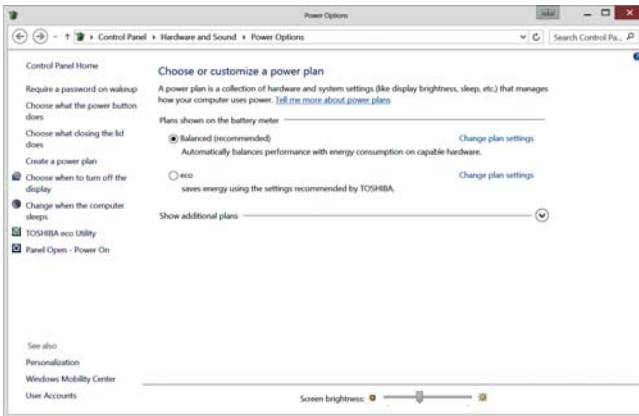 Power Options
Control Panel ▸ Hardware and Sound ▸ Power Options
Search Control Pa...
Control Panel Home
Require a password on wakeup
Choose what the power button
does
Choose what closing the lid
does
Create a power plan
Choose when to turn off the
display
Change when the computer
sleeps
TOSHIBA eco Utility
Panel Open - Power On
See also
Personalization
Windows Mobility Center
User Accounts
Choose or customize a power plan
A power plan is a collection of hardware and system settings (like display brightness, sleep, etc.) that manages
how your computer uses power. Tell me more about power plans
Plans shown on the battery meter
Balanced (recommended) Change plan settings
Automatically balances performance with energy consumption on capable hardware.
eco Change plan settings
saves energy using the settings recommended by TOSHIBA.
Show additional plans
Screen brightness: